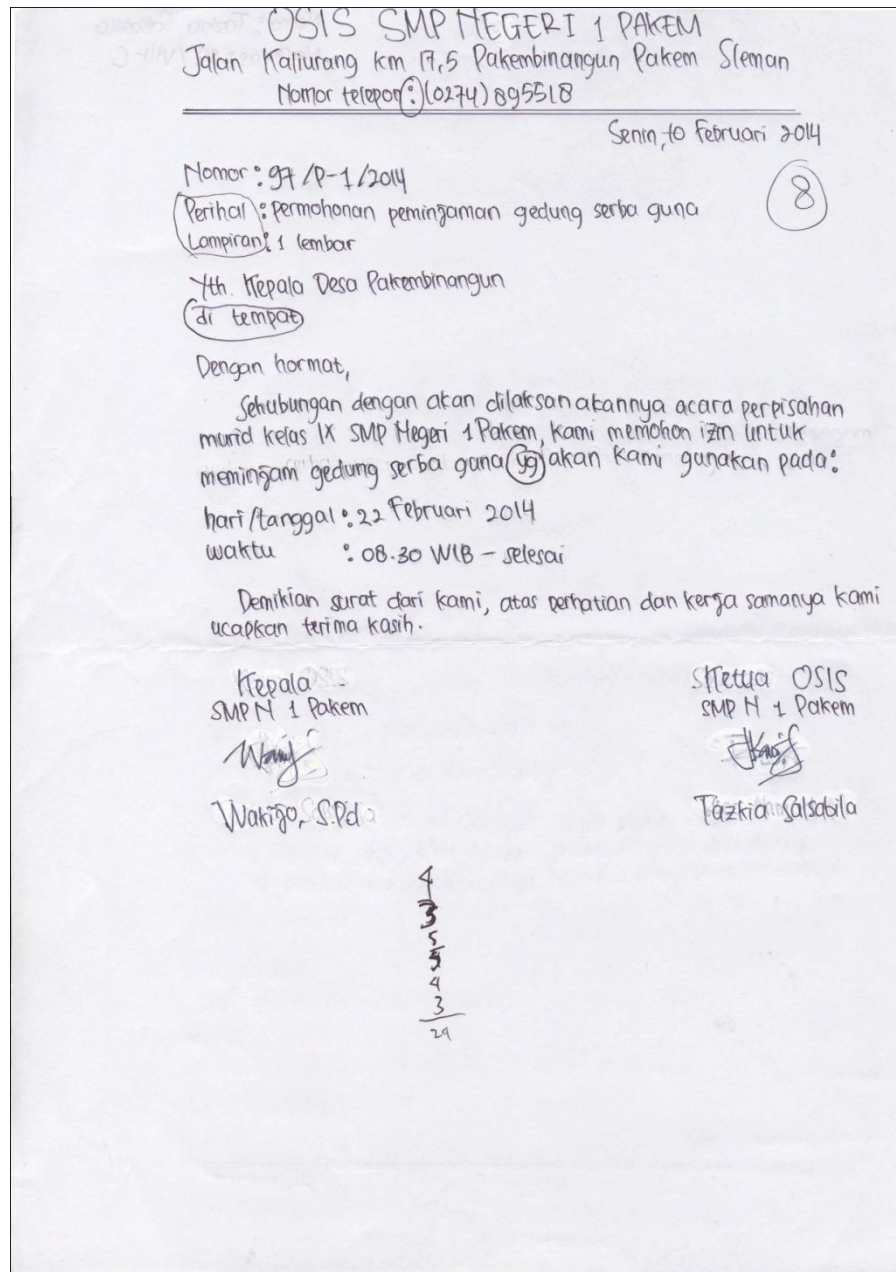 OSIS SMP NEGERI 1 PAKEM
Jalan Kaliurang km 17,5 Pakembinangun Pakem Sleman
Nomor telepon : (0274) 895518
Senin, 10 Februari 2014
Nomor : 97 /P-1/2014
8
Perihal : permohonan peminjaman gedung serba guna
Lampiran : 1 lembar
Yth. Kepala Desa Pakembinangun
di tempat
Dengan hormat,
Sehubungan dengan akan dilaksanakannya acara perpisahan
murid kelas IX SMP Negeri 1 Pakem, kami memohon izin untuk
meminjam gedung serba guna yg akan kami gunakan pada :
hari/tanggal : 22 Februari 2014
waktu : 08.30 WIB - selesai
Demikian surat dari kami, atas perhatian dan kerja samanya kami
ucapkan terima kasih.
Kepala Ketua OSIS
SMP N 1 Pakem SMP N 1 Pakem
Wakijo, S.Pd Tazkia Salsabila
4
3
5
5
4
3
24